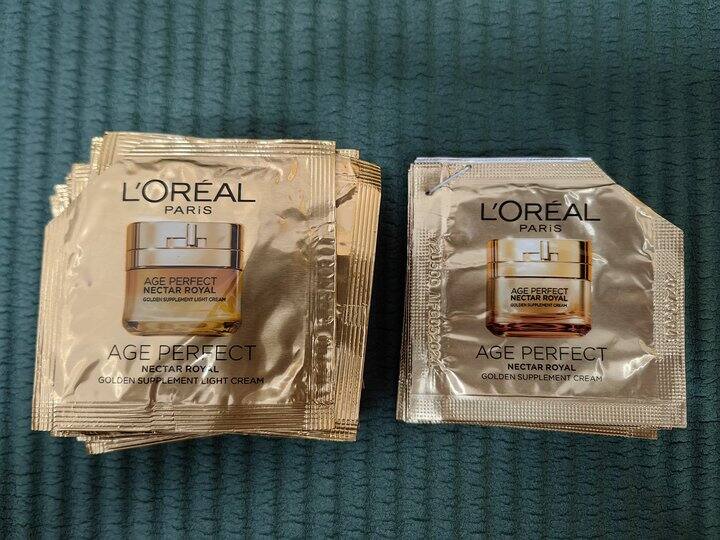 L'ORÉAL
PARIS
AGE PERFECT
NECTAR ROYAL
GOLDEN SUPPLEMENT LIGHT CREAM
AGE PERFECT
NECTAR ROYAL
GOLDEN SUPPLEMENT LIGHT CREAM
L'ORÉAL
PARIS
AGE PERFECT
NECTAR ROYAL
GOLDEN SUPPLEMENT CREAM
AGE PERFECT
NECTAR ROYAL
GOLDEN SUPPLEMENT CREAM